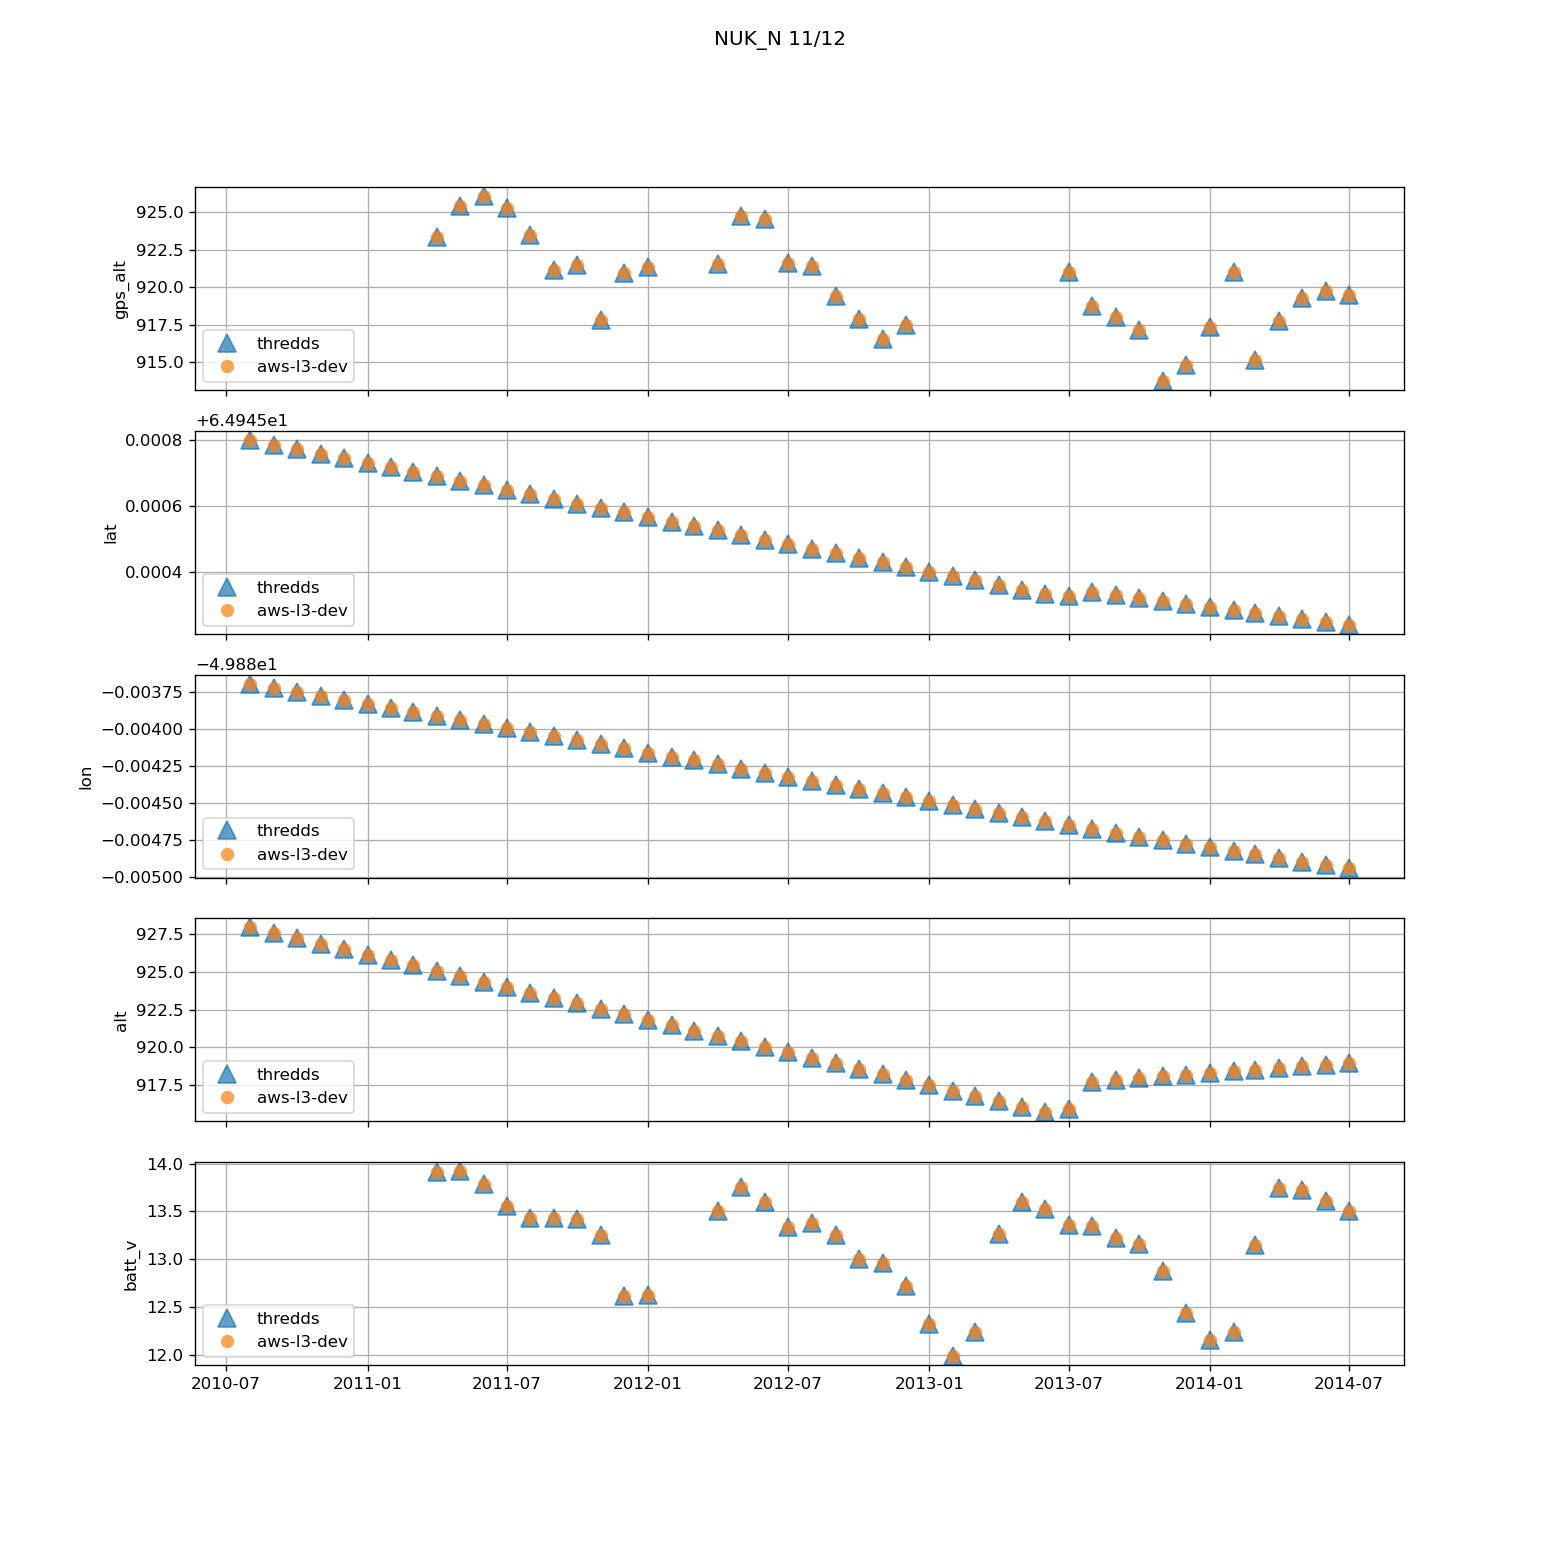 NUK_N 11/12
925.0
922.5
920.0
917.5
915.0
gps_alt
thredds
aws-l3-dev
+6.4945e1
0.0008
0.0006
0.0004
lat
thredds
aws-l3-dev
−4.988e1
−0.00375
−0.00400
−0.00425
−0.00450
−0.00475
−0.00500
lon
thredds
aws-l3-dev
927.5
925.0
922.5
920.0
917.5
alt
thredds
aws-l3-dev
14.0
13.5
13.0
12.5
12.0
batt_v
thredds
aws-l3-dev
2010-07 2011-01 2011-07 2012-01 2012-07 2013-01 2013-07 2014-01 2014-07